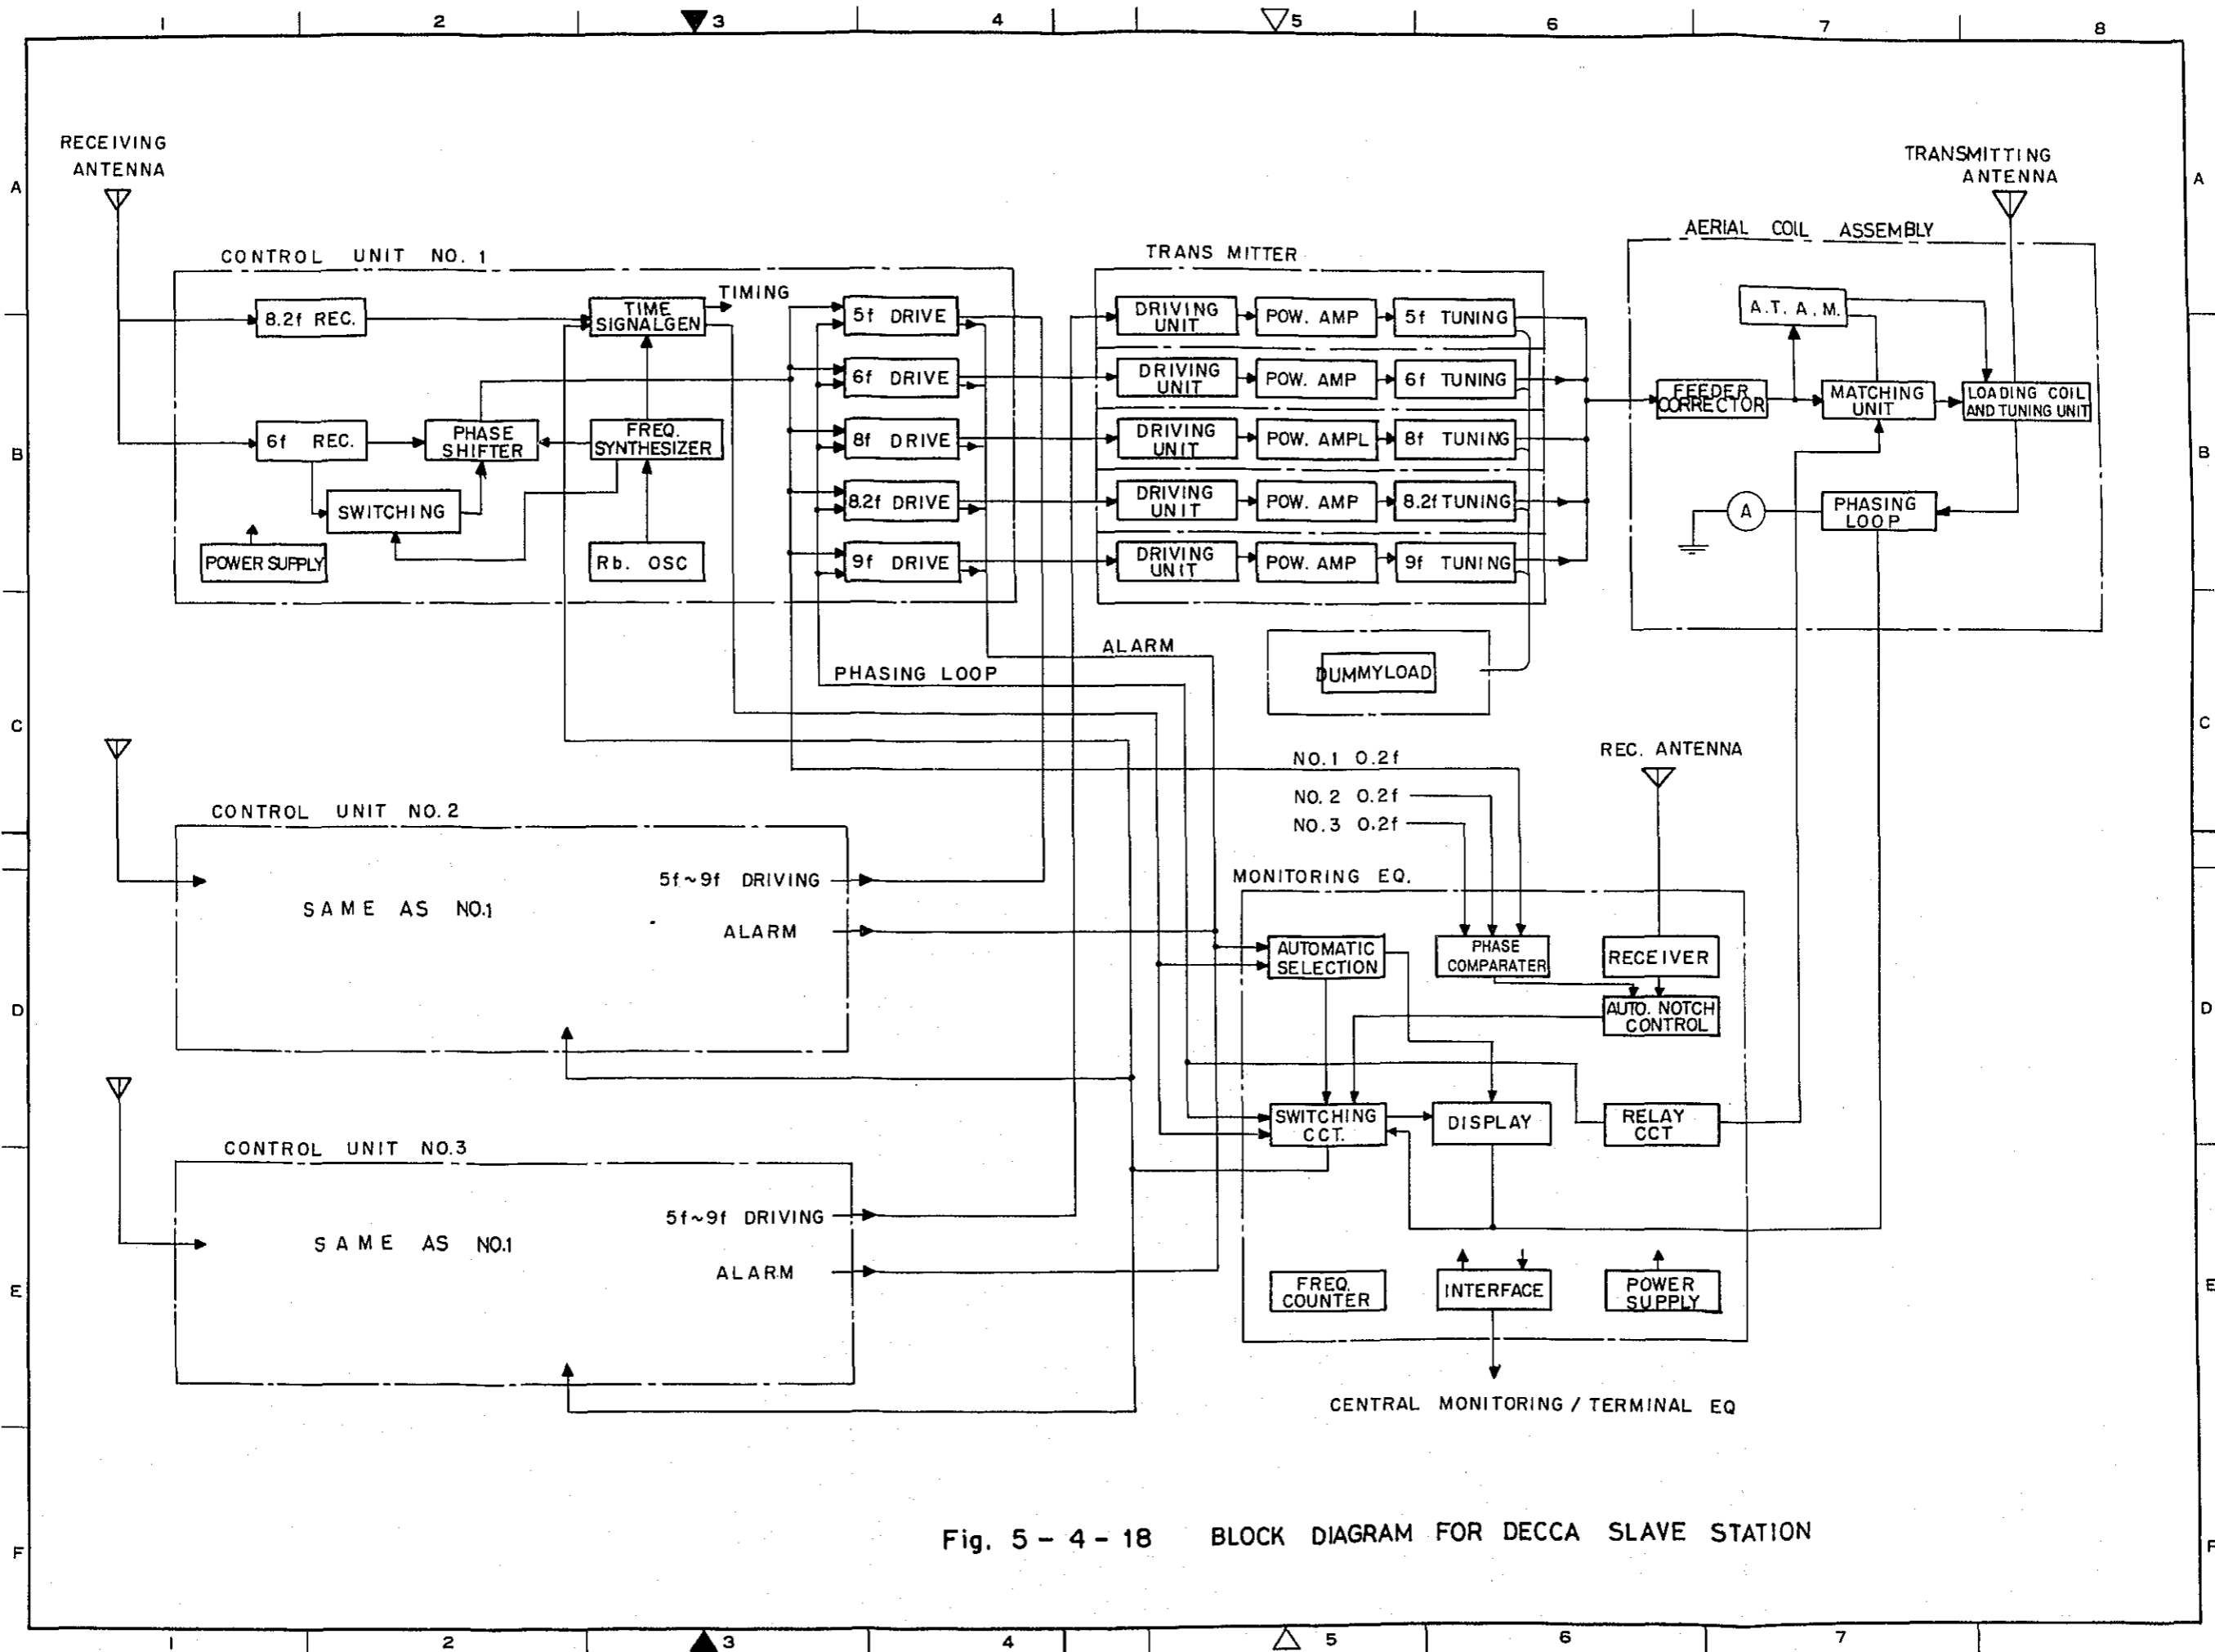 1 2 3 4 5 6 7 8
A
B
C
D
E
F
RECEIVING
ANTENNA
CONTROL UNIT NO. 1
8.2f REC.
TIME
SIGNALGEN
TIMING
6f REC.
PHASE
SHIFTER
FREQ.
SYNTHESIZER
SWITCHING
POWER SUPPLY
Rb. OSC
5f DRIVE
6f DRIVE
8f DRIVE
8.2f DRIVE
9f DRIVE
TRANS MITTER
DRIVING
UNIT
POW. AMP
5f TUNING
DRIVING
UNIT
POW. AMP
6f TUNING
DRIVING
UNIT
POW. AMPL
8f TUNING
DRIVING
UNIT
POW. AMP
8.2f TUNING
DRIVING
UNIT
POW. AMP
9f TUNING
TRANSMITTING
ANTENNA
AERIAL COIL ASSEMBLY
A.T.A.M.
FEEDER
CORRECTOR
MATCHING
UNIT
LOADING COIL
AND TUNING UNIT
A
PHASING
LOOP
ALARM
PHASING LOOP
DUMMYLOAD
NO.1 0.2f
NO.2 0.2f
NO.3 0.2f
REC. ANTENNA
CONTROL UNIT NO.2
5f~9f DRIVING
SAME AS NO.1
ALARM
MONITORING EQ.
AUTOMATIC
SELECTION
PHASE
COMPARATER
RECEIVER
AUTO. NOTCH
CONTROL
SWITCHING
CCT.
DISPLAY
RELAY
CCT
CONTROL UNIT NO.3
5f~9f DRIVING
SAME AS NO.1
ALARM
FREQ.
COUNTER
INTERFACE
POWER
SUPPLY
CENTRAL MONITORING / TERMINAL EQ
Fig. 5-4-18 BLOCK DIAGRAM FOR DECCA SLAVE STATION
A
B
C
D
E
F
1 2 3 4 5 6 7